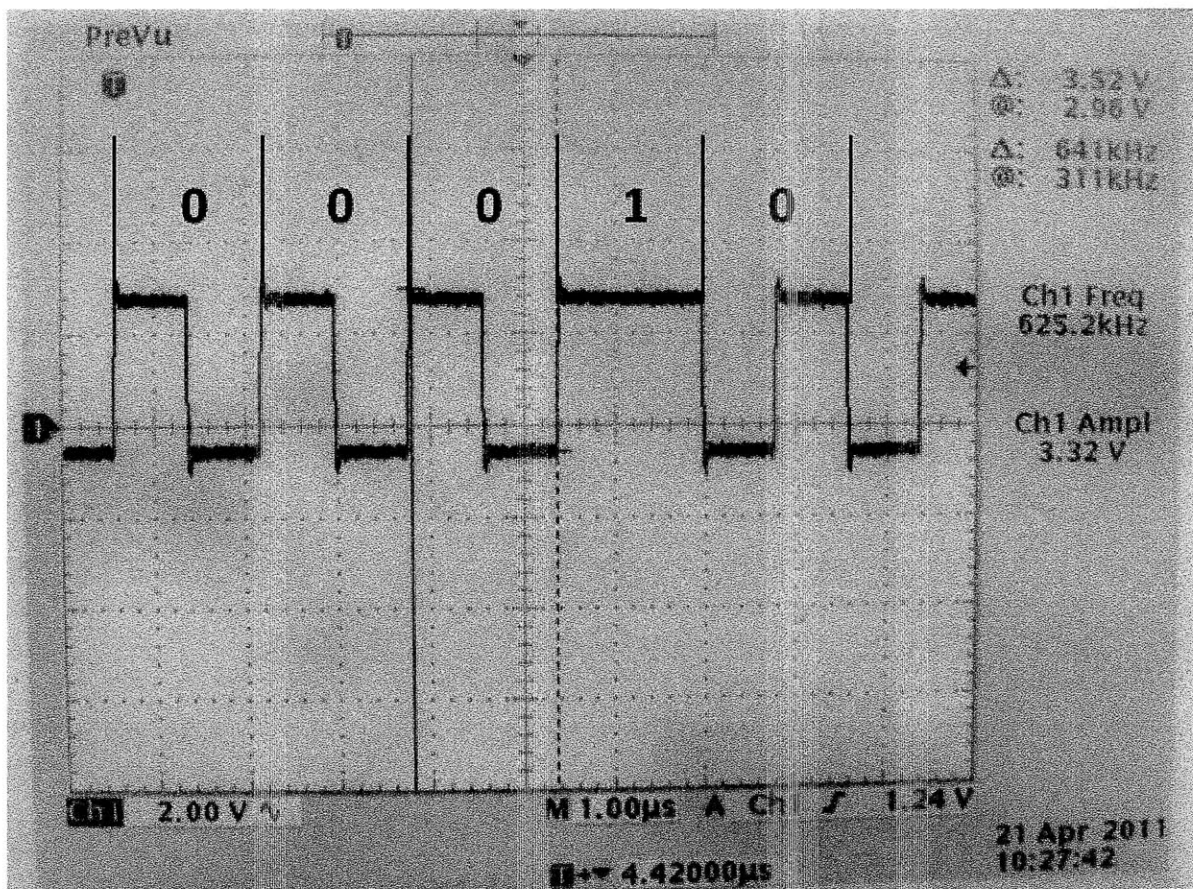 PreVu
Δ: 3.52 V
@: 2.96 V
Δ: 641kHz
@: 311kHz
0 0 0 1 0
Ch1 Freq
625.2kHz
Ch1 Ampl
3.32 V
Ch1 2.00 V M 1.00µs A Ch1 1.24 V
21 Apr 2011
10:27:42
4.42000µs